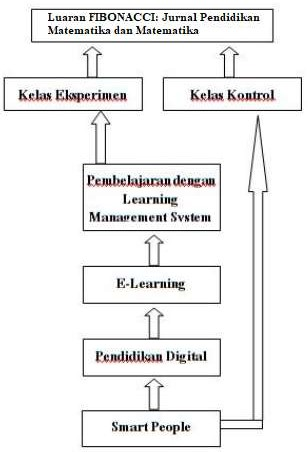 Luaran FIBONACCI: Jurnal Pendidikan
Matematika dan Matematika
Kelas Eksperimen
Kelas Kontrol
Pembelajaran dengan
Learning
Management System
E-Learning
Pendidikan Digital
Smart People